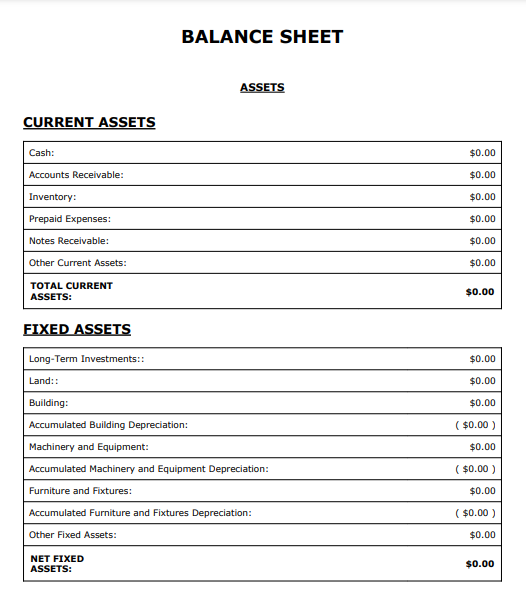 BALANCE SHEET
ASSETS
CURRENT ASSETS
Cash: $0.00
Accounts Receivable: $0.00
Inventory: $0.00
Prepaid Expenses: $0.00
Notes Receivable: $0.00
Other Current Assets: $0.00
TOTAL CURRENT
ASSETS: $0.00
FIXED ASSETS
Long-Term Investments:: $0.00
Land:: $0.00
Building: $0.00
Accumulated Building Depreciation: ( $0.00 )
Machinery and Equipment: $0.00
Accumulated Machinery and Equipment Depreciation: ( $0.00 )
Furniture and Fixtures: $0.00
Accumulated Furniture and Fixtures Depreciation: ( $0.00 )
Other Fixed Assets: $0.00
NET FIXED
ASSETS: $0.00